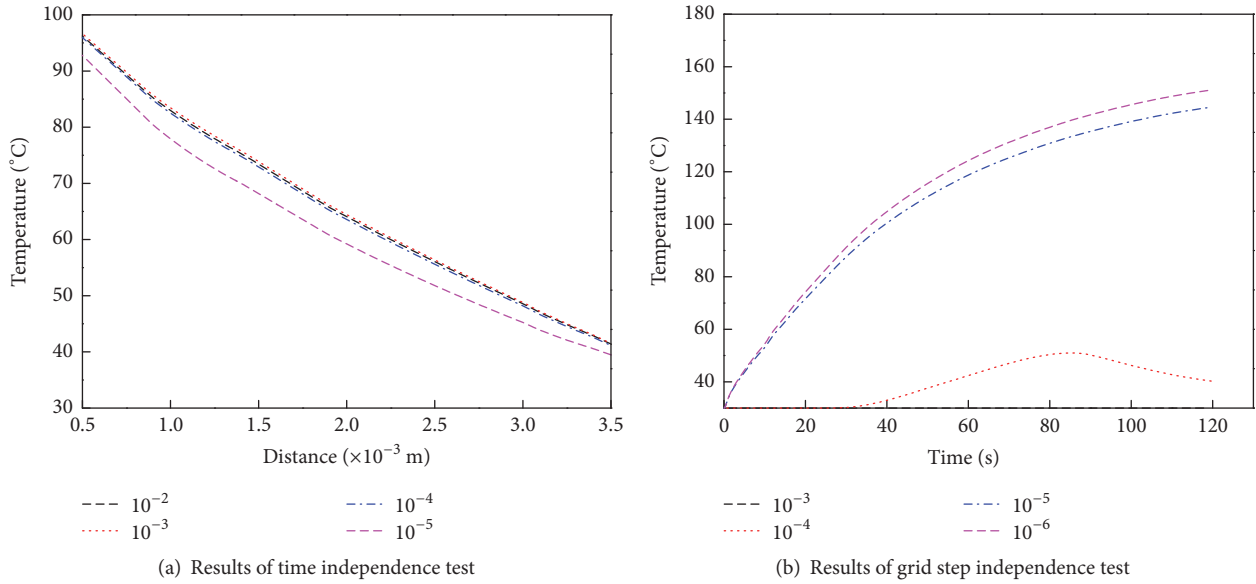 100
90
80
70
60
50
40
30
Temperature (°C)
0.5 1.0 1.5 2.0 2.5 3.0 3.5
Distance (×10⁻³ m)
10⁻² 10⁻⁴
10⁻³ 10⁻⁵
(a) Results of time independence test
180
160
140
120
100
80
60
40
Temperature (°C)
0 20 40 60 80 100 120
Time (s)
10⁻³ 10⁻⁵
10⁻⁴ 10⁻⁶
(b) Results of grid step independence test